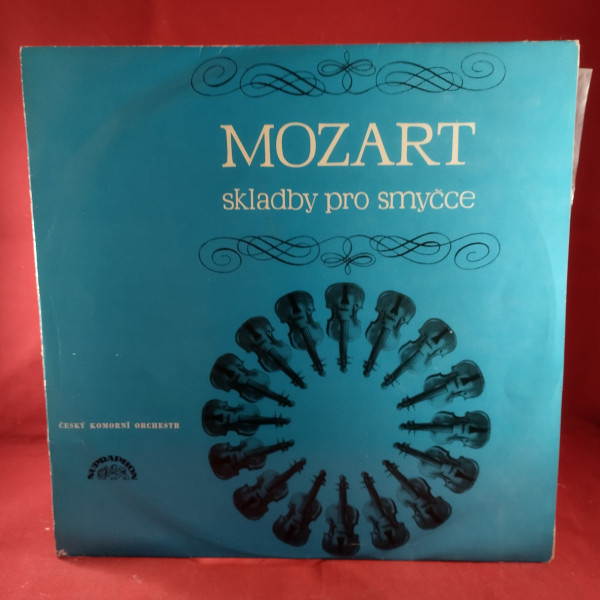 MOZART
skladby pro smyčce
ČESKÝ KOMORNÍ ORCHESTR
SUPRAPHON